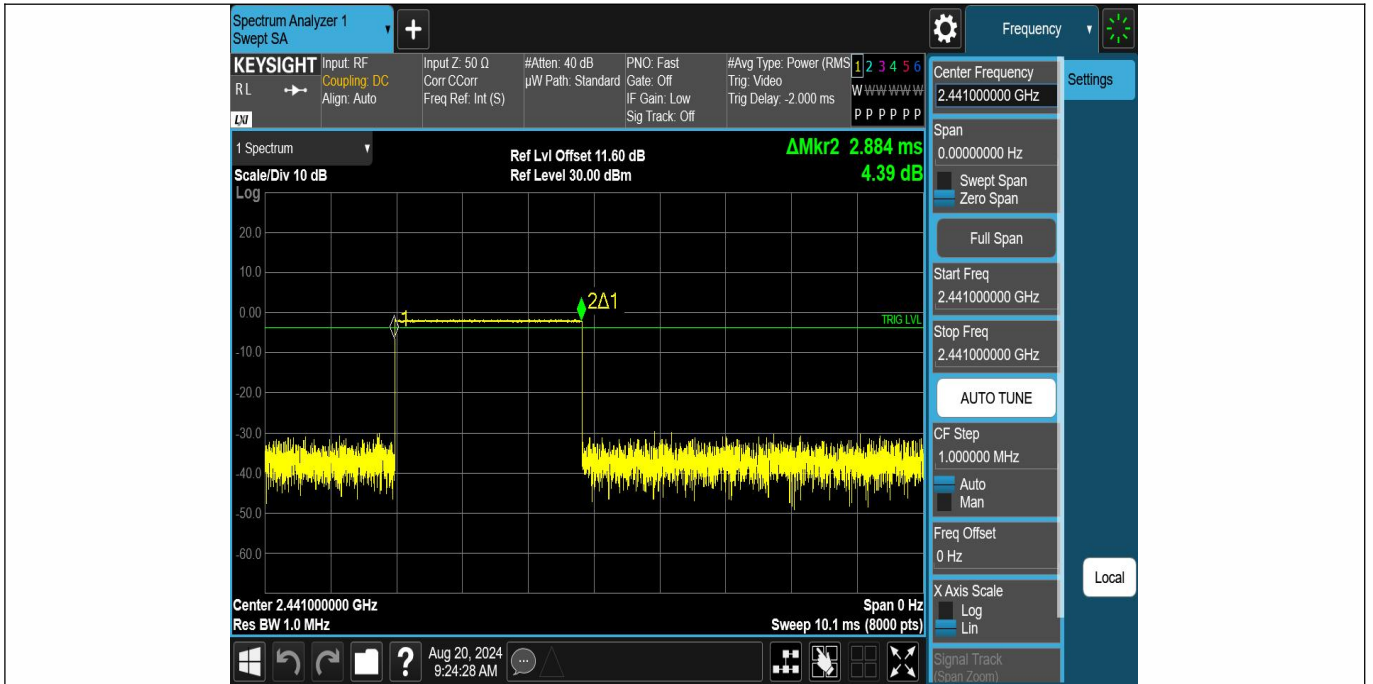 Spectrum Analyzer 1
Swept SA
+
Frequency
KEYSIGHT
RL
LXI
Input: RF
Coupling: DC
Align: Auto
Input Z: 50 Ω
Corr CCorr
Freq Ref: Int (S)
#Atten: 40 dB
µW Path: Standard
PNO: Fast
Gate: Off
IF Gain: Low
Sig Track: Off
#Avg Type: Power (RMS
Trig: Video
Trig Delay: -2.000 ms
1 2 3 4 5 6
W W W W W W
P P P P P P
1 Spectrum
Scale/Div 10 dB
Log
Ref Lvl Offset 11.60 dB
Ref Level 30.00 dBm
ΔMkr2 2.884 ms
4.39 dB
20.0
10.0
0.00
-10.0
-20.0
-30.0
-40.0
-50.0
-60.0
1
2Δ1
TRIG LVL
Center 2.441000000 GHz
Res BW 1.0 MHz
Span 0 Hz
Sweep 10.1 ms (8000 pts)
Center Frequency
2.441000000 GHz
Settings
Span
0.00000000 Hz
Swept Span
Zero Span
Full Span
Start Freq
2.441000000 GHz
Stop Freq
2.441000000 GHz
AUTO TUNE
CF Step
1.000000 MHz
Auto
Man
Freq Offset
0 Hz
X Axis Scale
Log
Lin
Local
Signal Track
(Span Zoom)
?
Aug 20, 2024
9:24:28 AM